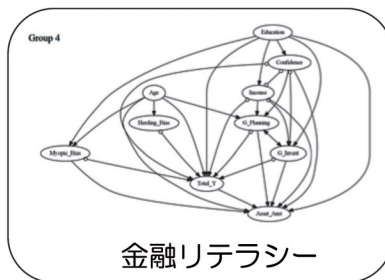 Group 4
Education
Confidence
Age
Income
Herding_Bias
G_Planning
Myopic_Bias
G_Invest
Total_Y
Asset_Amt
金融リテラシー